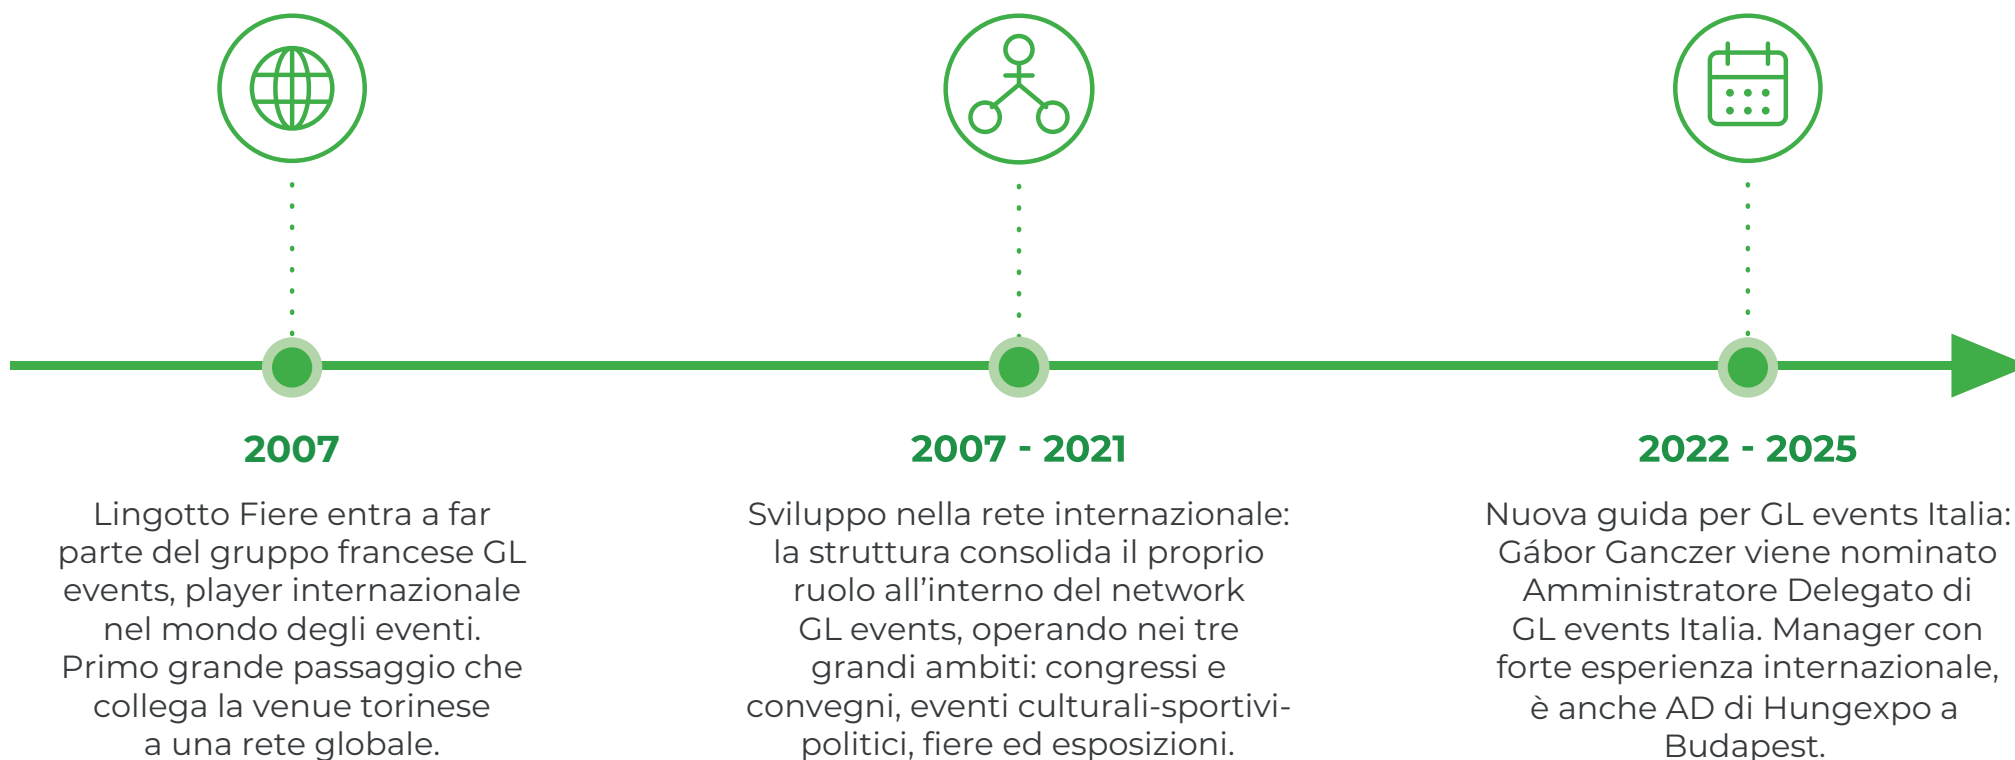 2007
Lingotto Fiere entra a far
parte del gruppo francese GL
events, player internazionale
nel mondo degli eventi.
Primo grande passaggio che
collega la venue torinese
a una rete globale.
2007 - 2021
Sviluppo nella rete internazionale:
la struttura consolida il proprio
ruolo all’interno del network
GL events, operando nei tre
grandi ambiti: congressi e
convegni, eventi culturali-sportivi-
politici, fiere ed esposizioni.
2022 - 2025
Nuova guida per GL events Italia:
Gábor Ganczer viene nominato
Amministratore Delegato di
GL events Italia. Manager con
forte esperienza internazionale,
è anche AD di Hungexpo a
Budapest.